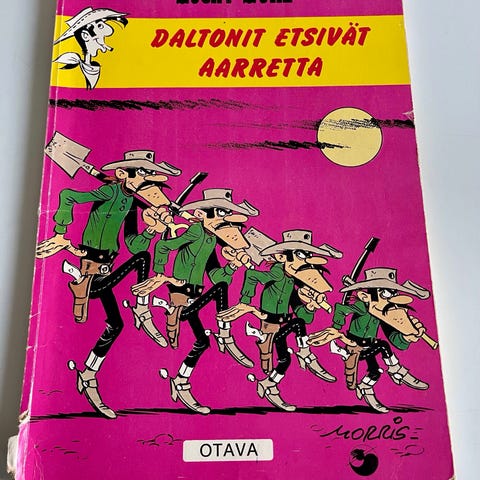 DALTONIT ETSIVÄT
AARRETTA
MORRIS
OTAVA